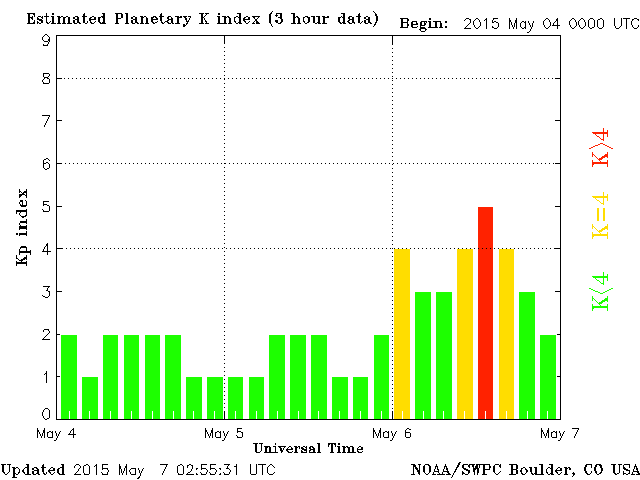 Estimated Planetary K index (3 hour data)
Begin: 2015 May 04 0000 UTC
9
8
7
6
5
4
3
2
1
0
Kp index
K>4
K=4
K<4
May 4
May 5
May 6
May 7
Universal Time
Updated 2015 May 7 02:55:31 UTC
NOAA/SWPC Boulder, CO USA